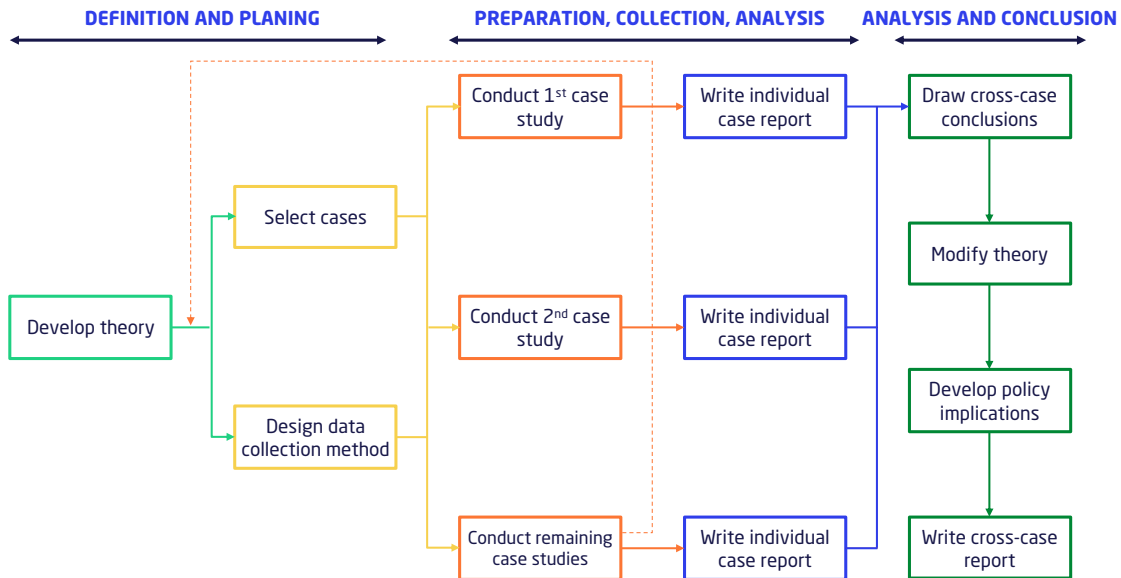 DEFINITION AND PLANING
PREPARATION, COLLECTION, ANALYSIS
ANALYSIS AND CONCLUSION
Conduct 1st case
study
Write individual
case report
Draw cross-case
conclusions
Select cases
Modify theory
Develop theory
Conduct 2nd case
study
Write individual
case report
Develop policy
implications
Design data
collection method
Conduct remaining
case studies
Write individual
case report
Write cross-case
report